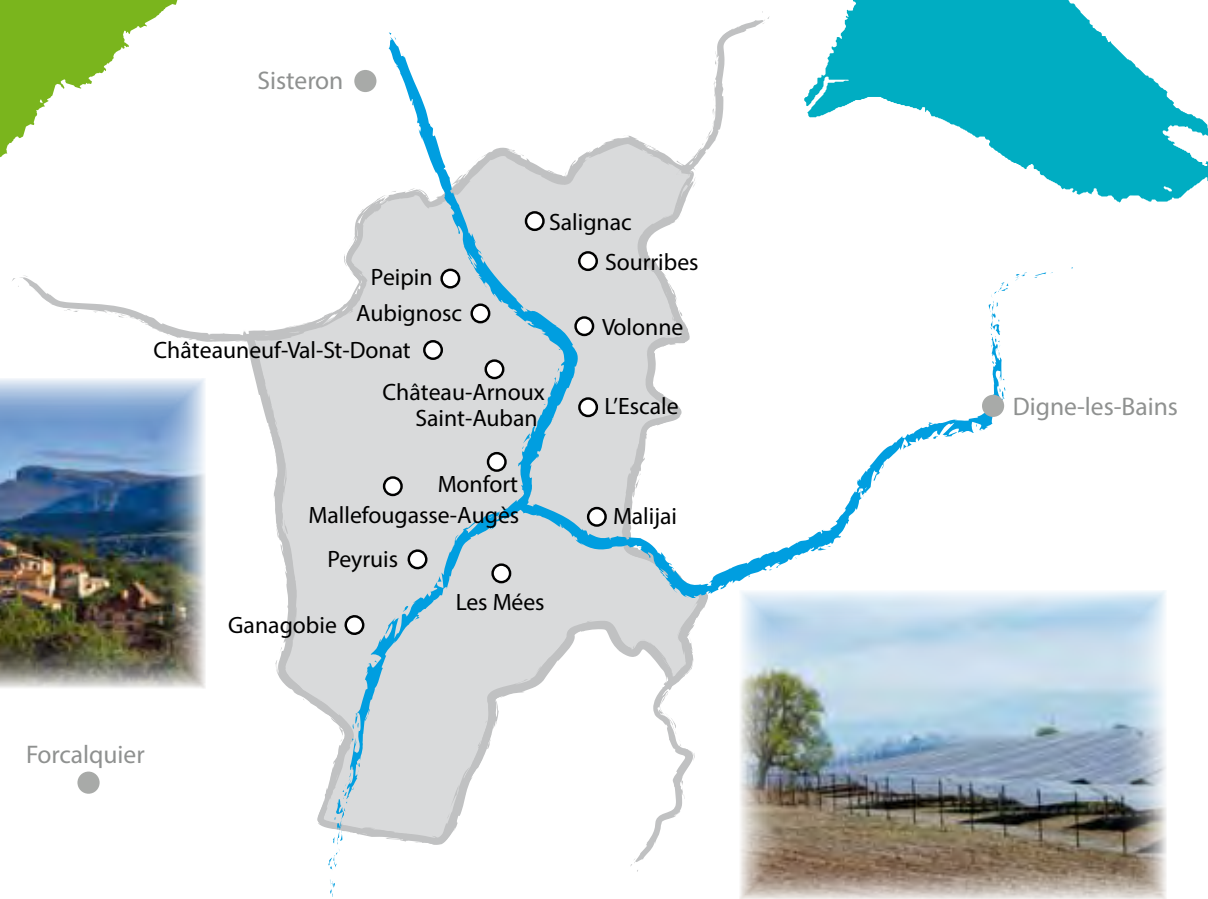 Sisteron
Salignac
Sourribes
Peipin
Aubignosc
Volonne
Châteauneuf-Val-St-Donat
Château-Arnoux
Saint-Auban
L'Escale
Digne-les-Bains
Monfort
Mallefougasse-Augès
Malijai
Peyruis
Les Mées
Ganagobie
Forcalquier